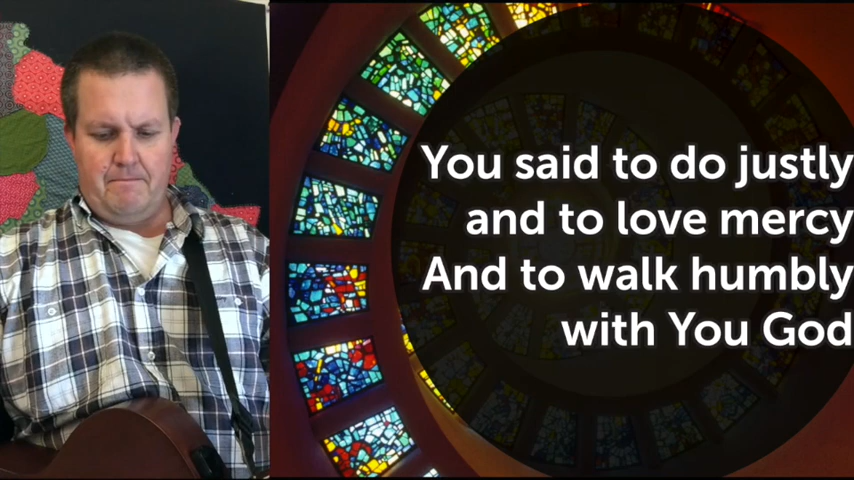 You said to do justly
and to love mercy
And to walk humbly
with You God